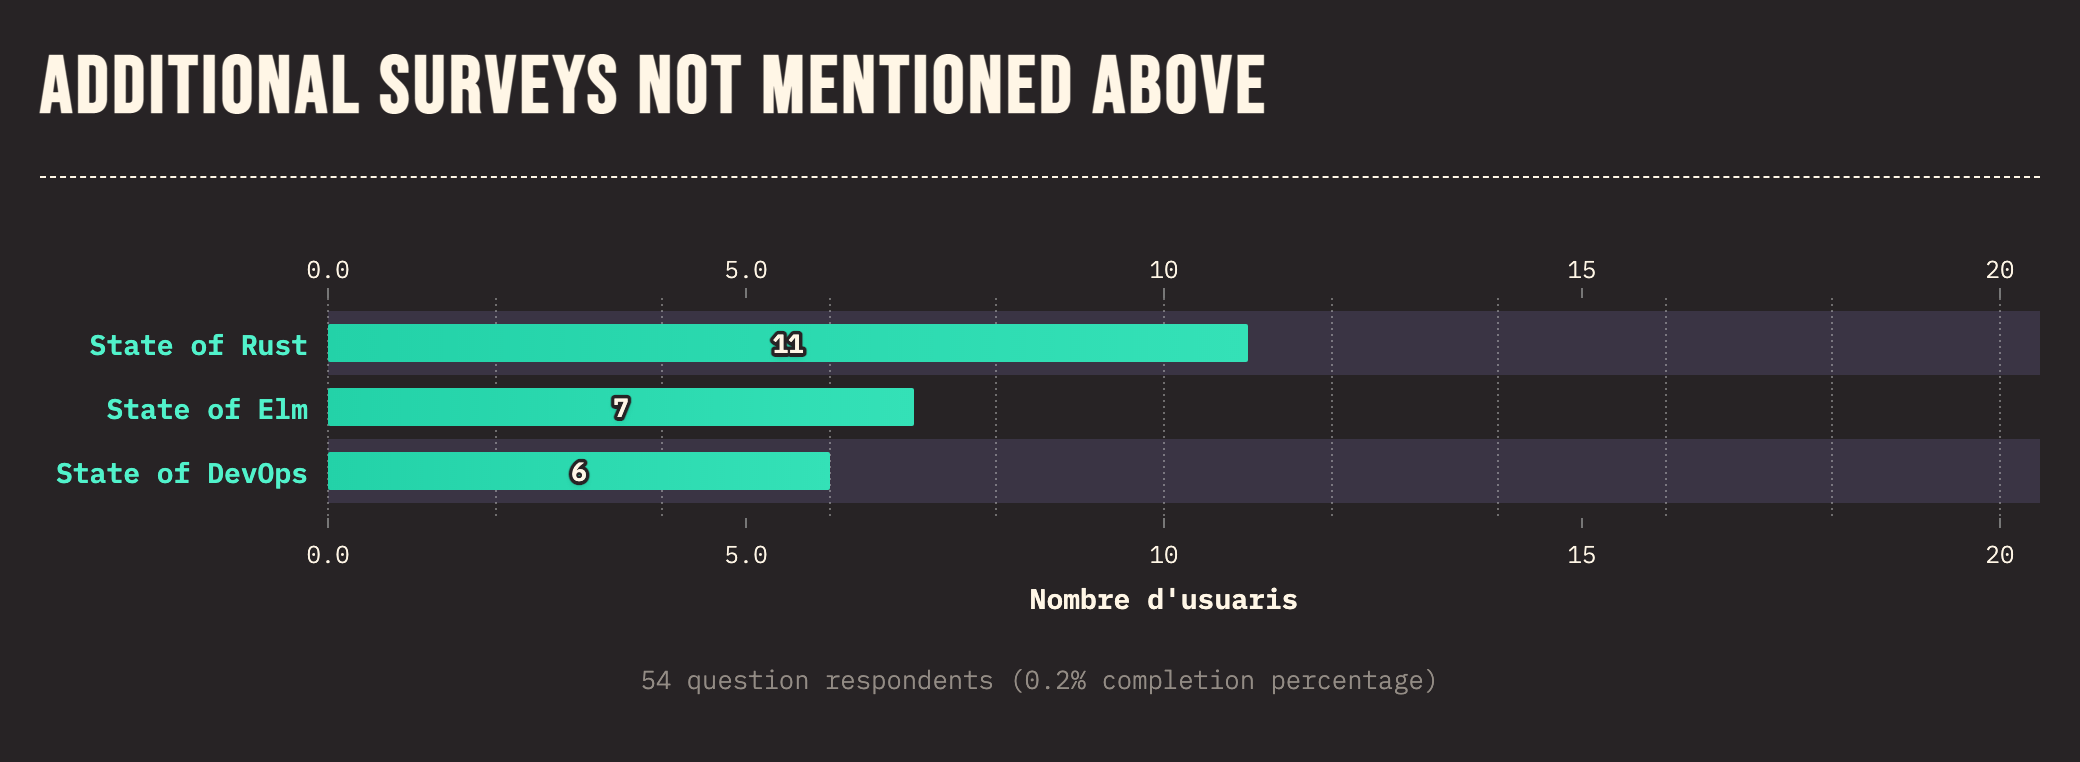 ADDITIONAL SURVEYS NOT MENTIONED ABOVE
0.0 5.0 10 15 20
State of Rust 11
State of Elm 7
State of DevOps 6
0.0 5.0 10 15 20
Nombre d'usuaris
54 question respondents (0.2% completion percentage)